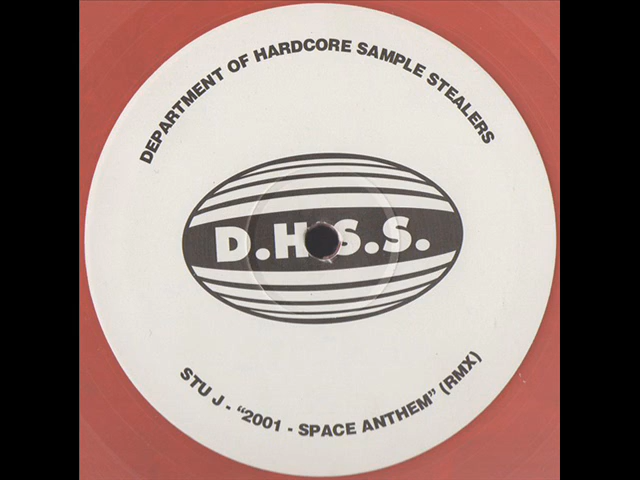 DEPARTMENT OF HARDCORE SAMPLE STEALERS
D.H.S.S.
STU J - "2001 - SPACE ANTHEM" (RMX)